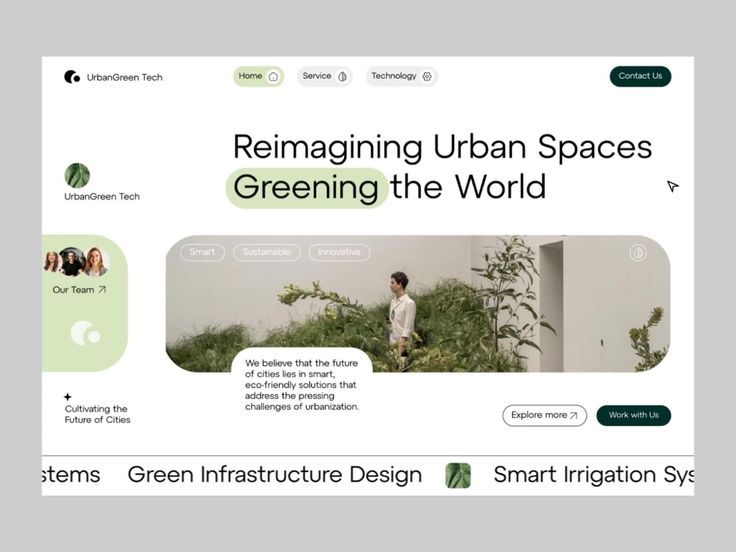 UrbanGreen Tech
Home
Service
Technology
Contact Us
Reimagining Urban Spaces
Greening the World
UrbanGreen Tech
Smart
Sustainable
Innovative
Our Team
We believe that the future
of cities lies in smart,
eco-friendly solutions that
address the pressing
challenges of urbanization.
Cultivating the
Future of Cities
Explore more
Work with Us
stems Green Infrastructure Design Smart Irrigation Sys